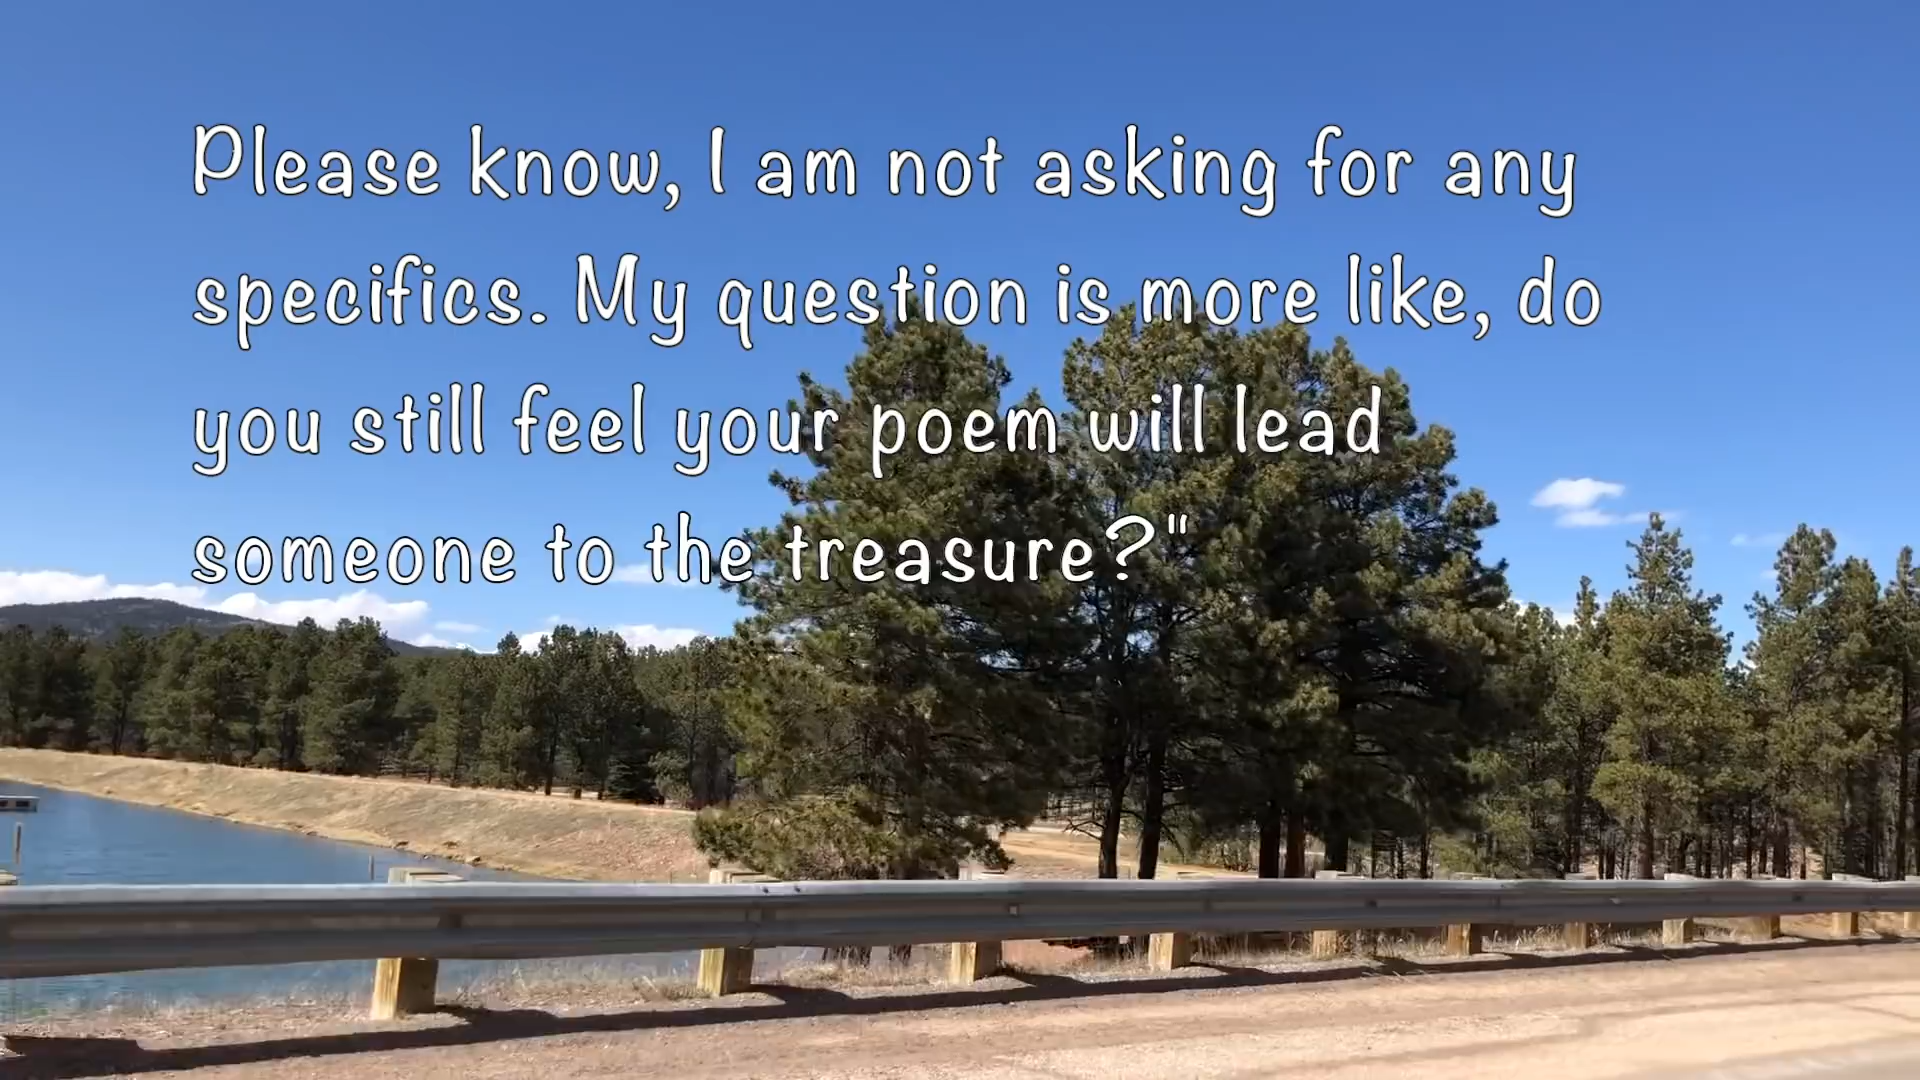 Please know, I am not asking for any
specifics. My question is more like, do
you still feel your poem will lead
someone to the treasure?"